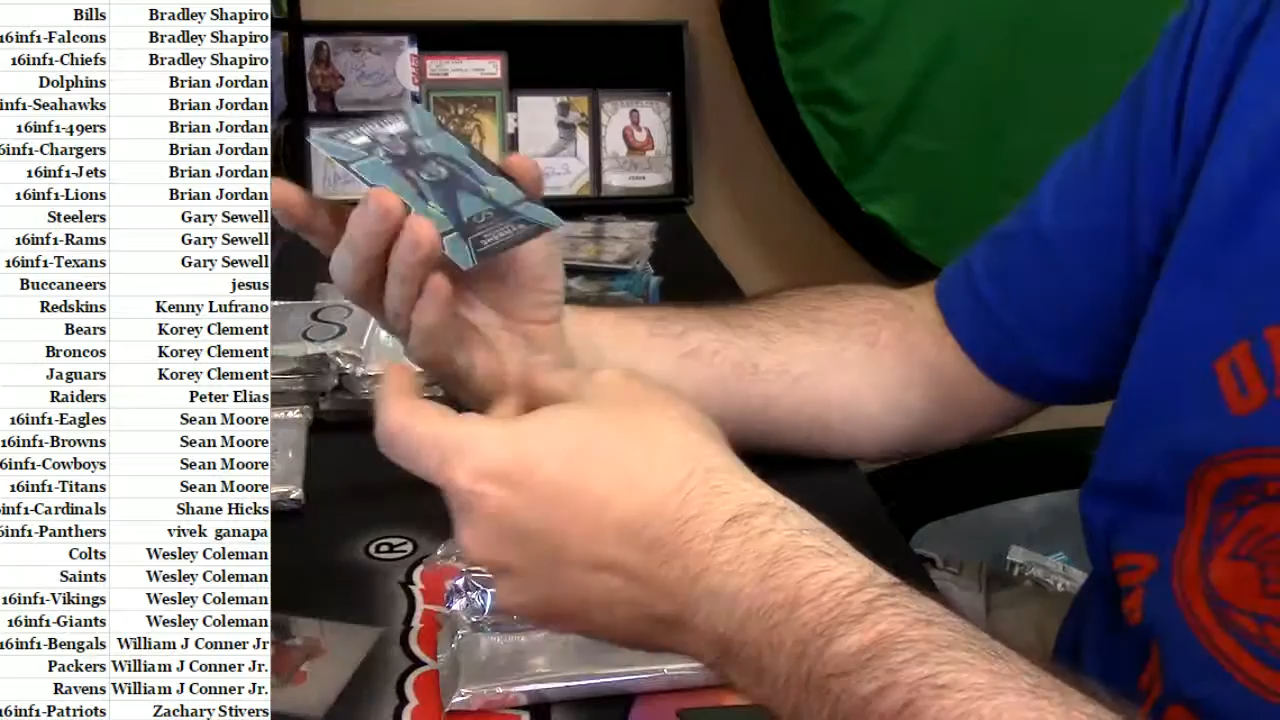 Bills Bradley Shapiro
16inf1-Falcons Bradley Shapiro
16inf1-Chiefs Bradley Shapiro
Dolphins Brian Jordan
inf1-Seahawks Brian Jordan
16inf1-49ers Brian Jordan
6inf1-Chargers Brian Jordan
16inf1-Jets Brian Jordan
16inf1-Lions Brian Jordan
Steelers Gary Sewell
16inf1-Rams Gary Sewell
16inf1-Texans Gary Sewell
Buccaneers jesus
Redskins Kenny Lufrano
Bears Korey Clement
Broncos Korey Clement
Jaguars Korey Clement
Raiders Peter Elias
16inf1-Eagles Sean Moore
16inf1-Browns Sean Moore
6inf1-Cowboys Sean Moore
16inf1-Titans Sean Moore
inf1-Cardinals Shane Hicks
6inf1-Panthers vivek ganapa
Colts Wesley Coleman
Saints Wesley Coleman
16inf1-Vikings Wesley Coleman
16inf1-Giants Wesley Coleman
16inf1-Bengals William J Conner Jr
Packers William J Conner Jr.
Ravens William J Conner Jr.
16inf1-Patriots Zachary Stivers
®